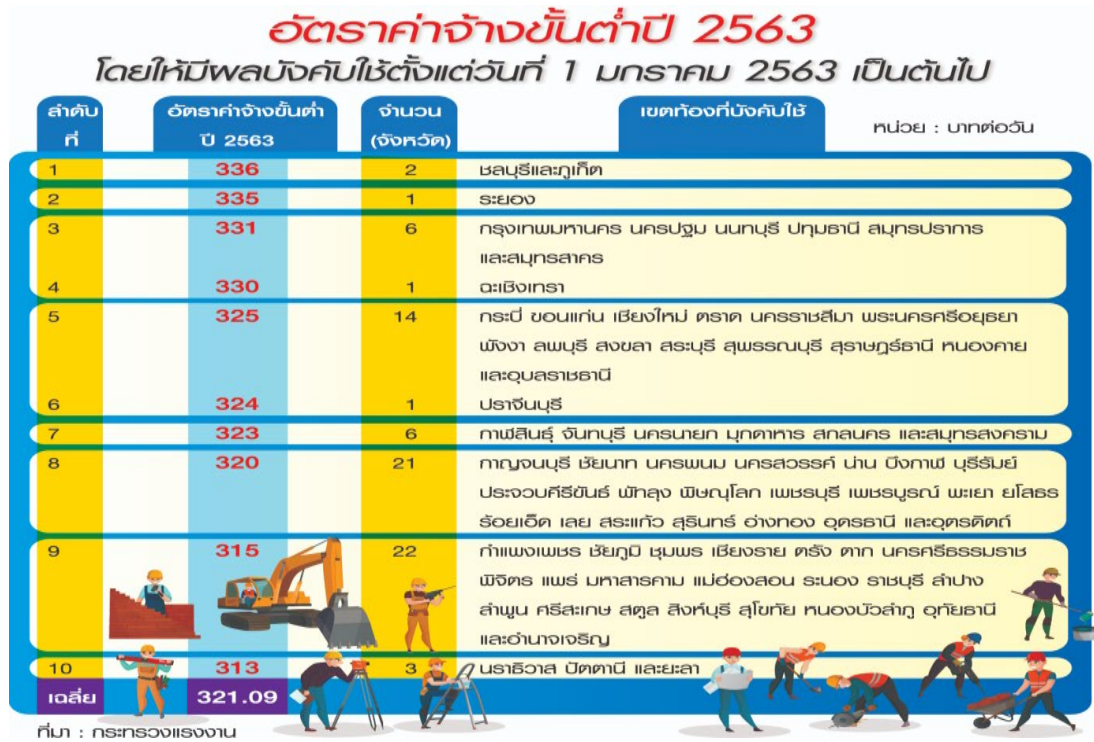 อัตราค่าจ้างขั้นต่ำปี 2563
โดยให้มีผลบังคับใช้ตั้งแต่วันที่ 1 มกราคม 2563 เป็นต้นไป
ลำดับที่ อัตราค่าจ้างขั้นต่ำ ปี 2563 จำนวน (จังหวัด) เขตท้องที่บังคับใช้
หน่วย : บาทต่อวัน
1 336 2 ชลบุรีและภูเก็ต
2 335 1 ระยอง
3 331 6 กรุงเทพมหานคร นครปฐม นนทบุรี ปทุมธานี สมุทรปราการ
และสมุทรสาคร
4 330 1 ฉะเชิงเทรา
5 325 14 กระบี่ ขอนแก่น เชียงใหม่ ตราด นครราชสีมา พระนครศรีอยุธยา
พังงา ลพบุรี สงขลา สระบุรี สุพรรณบุรี สุราษฎร์ธานี หนองคาย
และอุบลราชธานี
6 324 1 ปราจีนบุรี
7 323 6 กาฬสินธุ์ จันทบุรี นครนายก มุกดาหาร สกลนคร และสมุทรสงคราม
8 320 21 กาญจนบุรี ชัยนาท นครพนม นครสวรรค์ น่าน บึงกาฬ บุรีรัมย์
ประจวบคีรีขันธ์ พัทลุง พิษณุโลก เพชรบุรี เพชรบูรณ์ พะเยา ยโสธร
ร้อยเอ็ด เลย สระแก้ว สุรินทร์ อ่างทอง อุดรธานี และอุตรดิตถ์
9 315 22 กำแพงเพชร ชัยภูมิ ชุมพร เชียงราย ตรัง ตาก นครศรีธรรมราช
พิจิตร แพร่ มหาสารคาม แม่ฮ่องสอน ระนอง ราชบุรี ลำปาง
ลำพูน ศรีสะเกษ สตูล สิงห์บุรี สุโขทัย หนองบัวลำภู อุทัยธานี
และอำนาจเจริญ
10 313 3 นราธิวาส ปัตตานี และยะลา
เฉลี่ย 321.09
ที่มา : กระทรวงแรงงาน